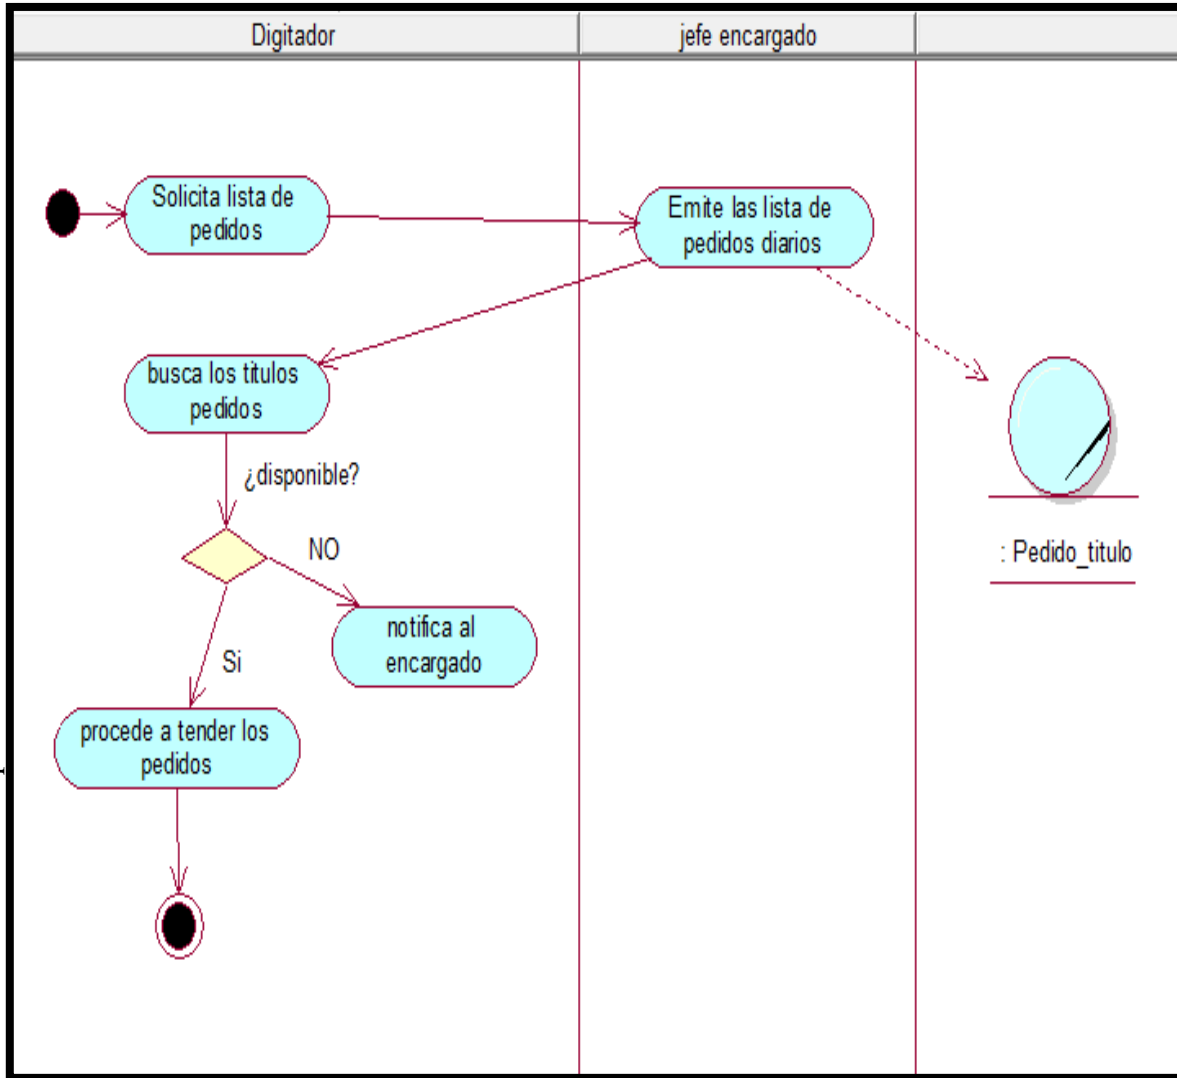 Digitador
jefe encargado
Solicita lista de
pedidos
Emite las lista de
pedidos diarios
busca los titulos
pedidos
¿disponible?
NO
: Pedido_titulo
notifica al
encargado
Si
procede a tender los
pedidos